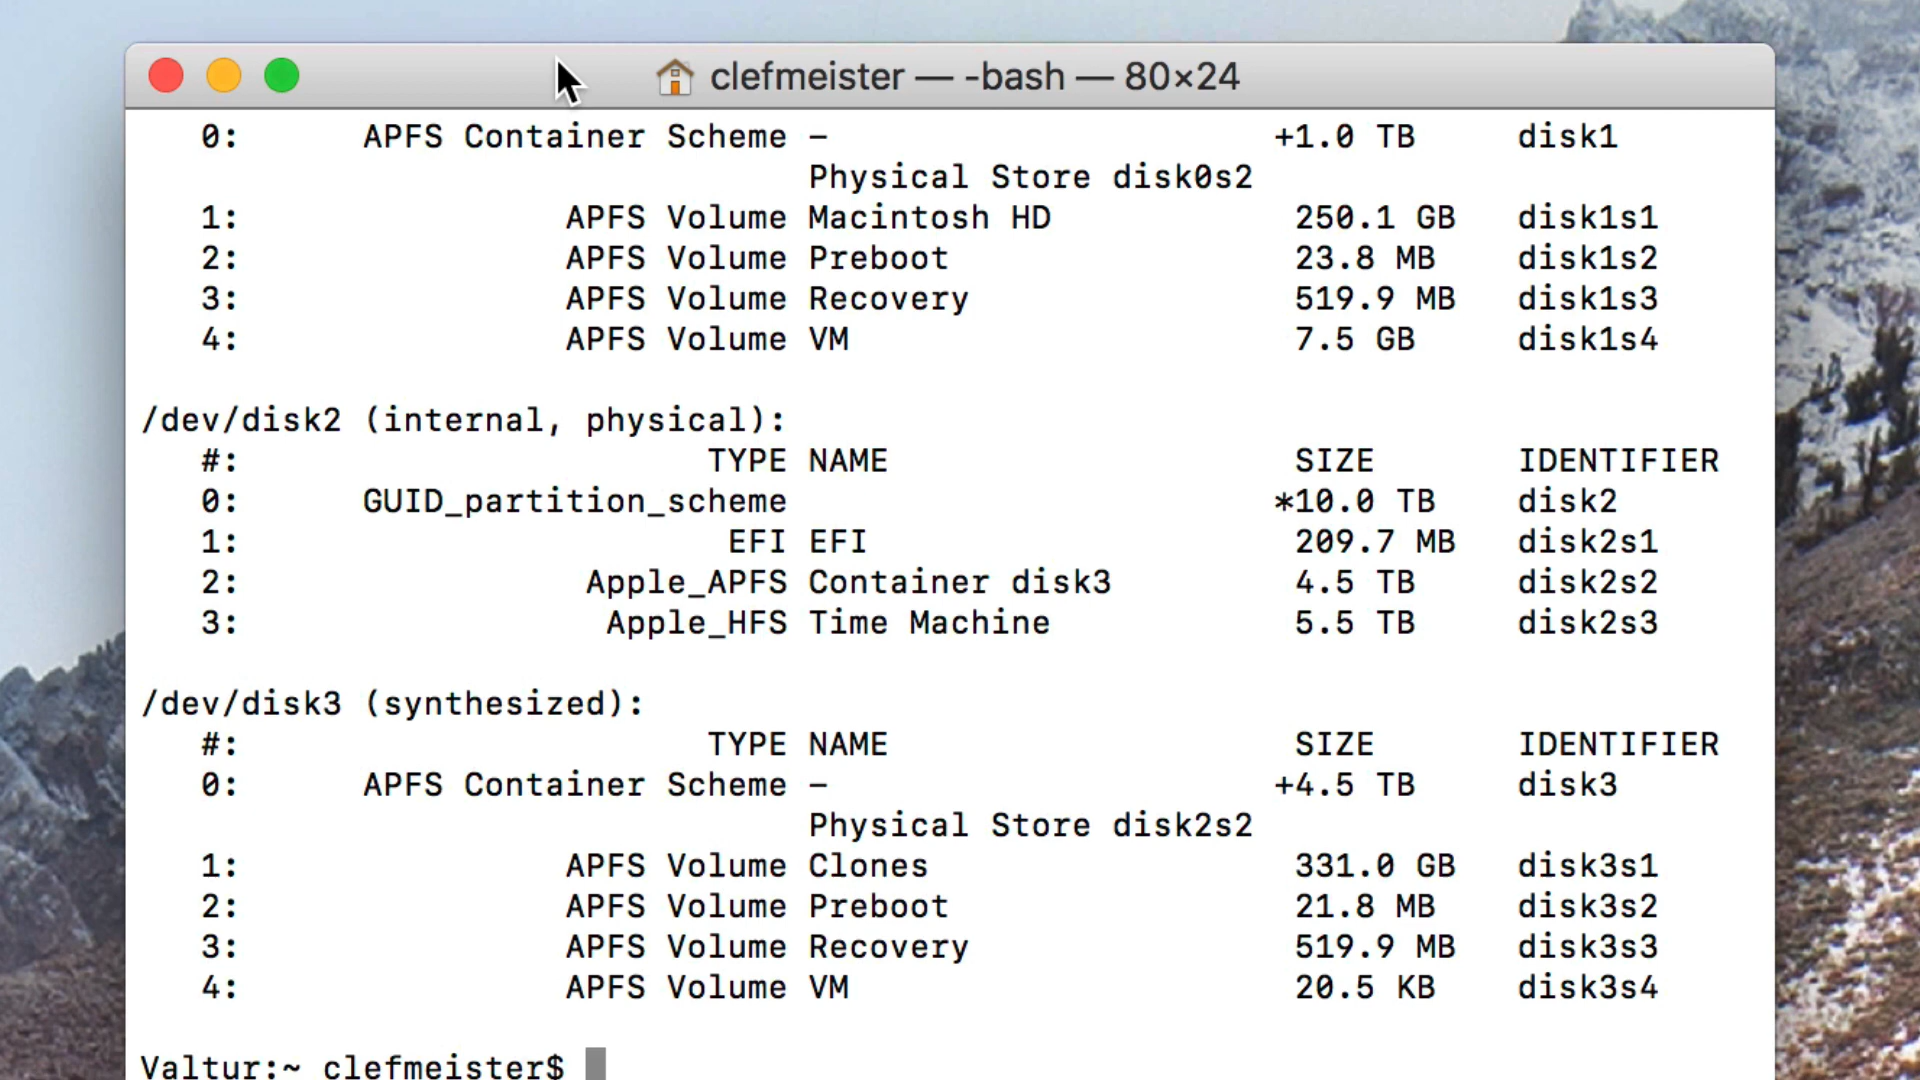 clefmeister — -bash — 80×24
0: APFS Container Scheme - +1.0 TB disk1
Physical Store disk0s2
1: APFS Volume Macintosh HD 250.1 GB disk1s1
2: APFS Volume Preboot 23.8 MB disk1s2
3: APFS Volume Recovery 519.9 MB disk1s3
4: APFS Volume VM 7.5 GB disk1s4
/dev/disk2 (internal, physical):
#: TYPE NAME SIZE IDENTIFIER
0: GUID_partition_scheme *10.0 TB disk2
1: EFI EFI 209.7 MB disk2s1
2: Apple_APFS Container disk3 4.5 TB disk2s2
3: Apple_HFS Time Machine 5.5 TB disk2s3
/dev/disk3 (synthesized):
#: TYPE NAME SIZE IDENTIFIER
0: APFS Container Scheme - +4.5 TB disk3
Physical Store disk2s2
1: APFS Volume Clones 331.0 GB disk3s1
2: APFS Volume Preboot 21.8 MB disk3s2
3: APFS Volume Recovery 519.9 MB disk3s3
4: APFS Volume VM 20.5 KB disk3s4
Valtur:~ clefmeister$